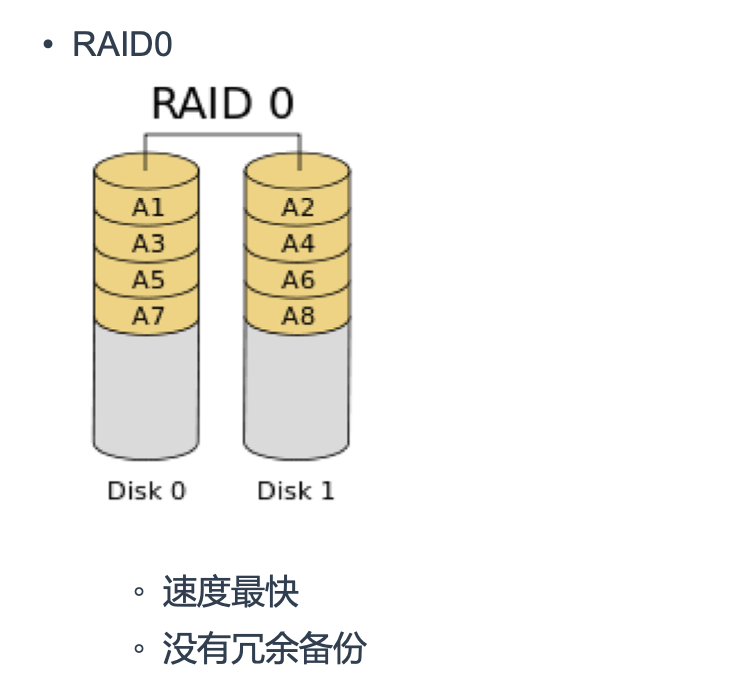 • RAID0
RAID 0
A1 A2
A3 A4
A5 A6
A7 A8
Disk 0 Disk 1
◦ 速度最快
◦ 没有冗余备份